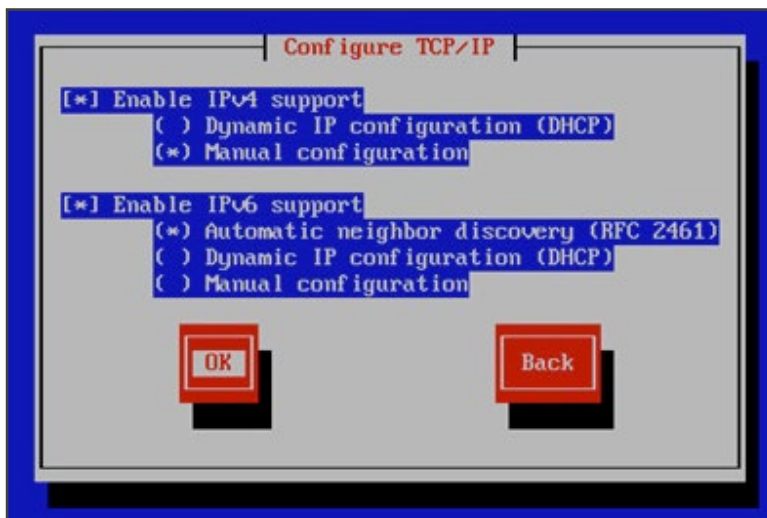 Configure TCP/IP
[*] Enable IPv4 support
( ) Dynamic IP configuration (DHCP)
(*) Manual configuration
[*] Enable IPv6 support
(*) Automatic neighbor discovery (RFC 2461)
( ) Dynamic IP configuration (DHCP)
( ) Manual configuration
OK Back